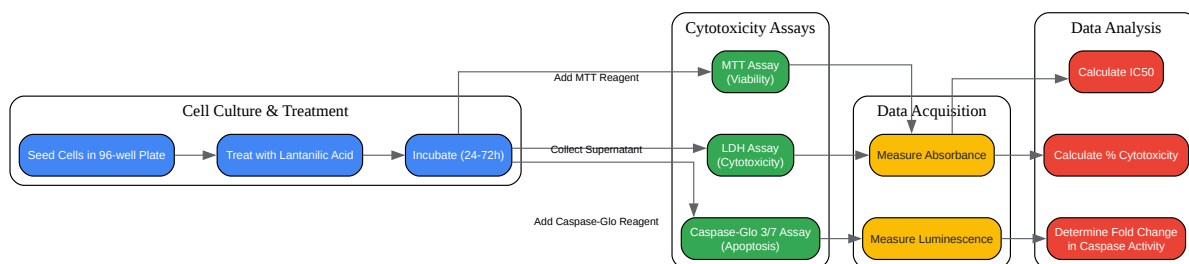 Cell Culture & Treatment
Seed Cells in 96-well Plate
Treat with Lantanilic Acid
Incubate (24-72h)
Add MTT Reagent
Collect Supernatant
Add Caspase-Glo Reagent
Cytotoxicity Assays
MTT Assay
(Viability)
LDH Assay
(Cytotoxicity)
Caspase-Glo 3/7 Assay
(Apoptosis)
Data Acquisition
Measure Absorbance
Measure Luminescence
Data Analysis
Calculate IC50
Calculate % Cytotoxicity
Determine Fold Change
in Caspase Activity